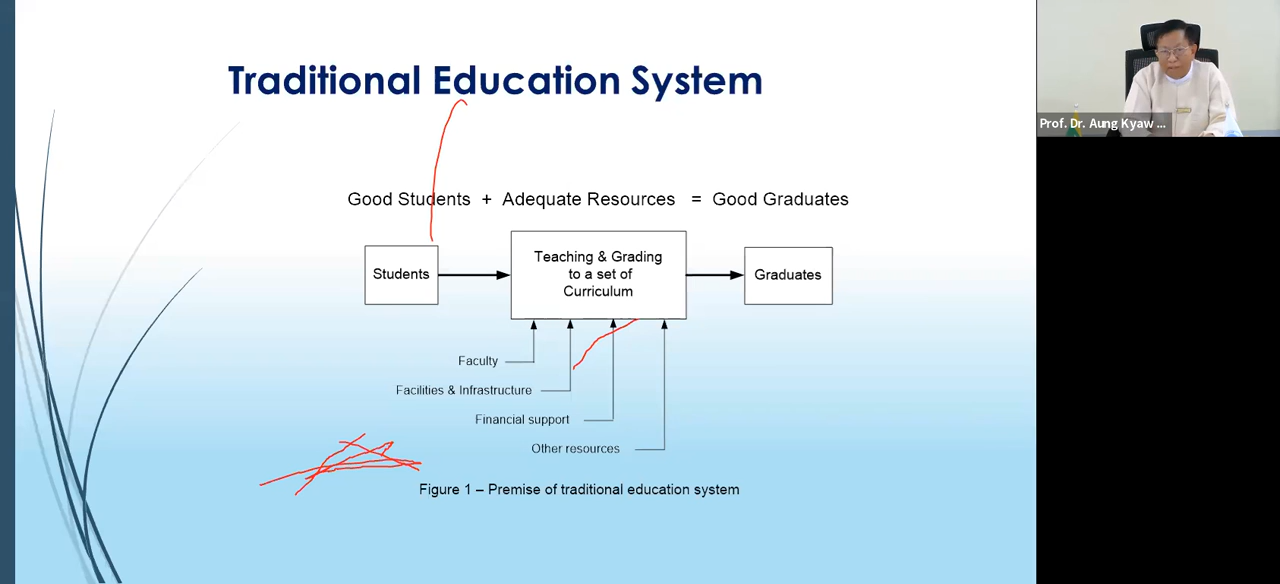 Traditional Education System
Good Students + Adequate Resources = Good Graduates
Students
Teaching & Grading
to a set of
Curriculum
Graduates
Faculty
Facilities & Infrastructure
Financial support
Other resources
Figure 1 – Premise of traditional education system
Prof. Dr. Aung Kyaw ...